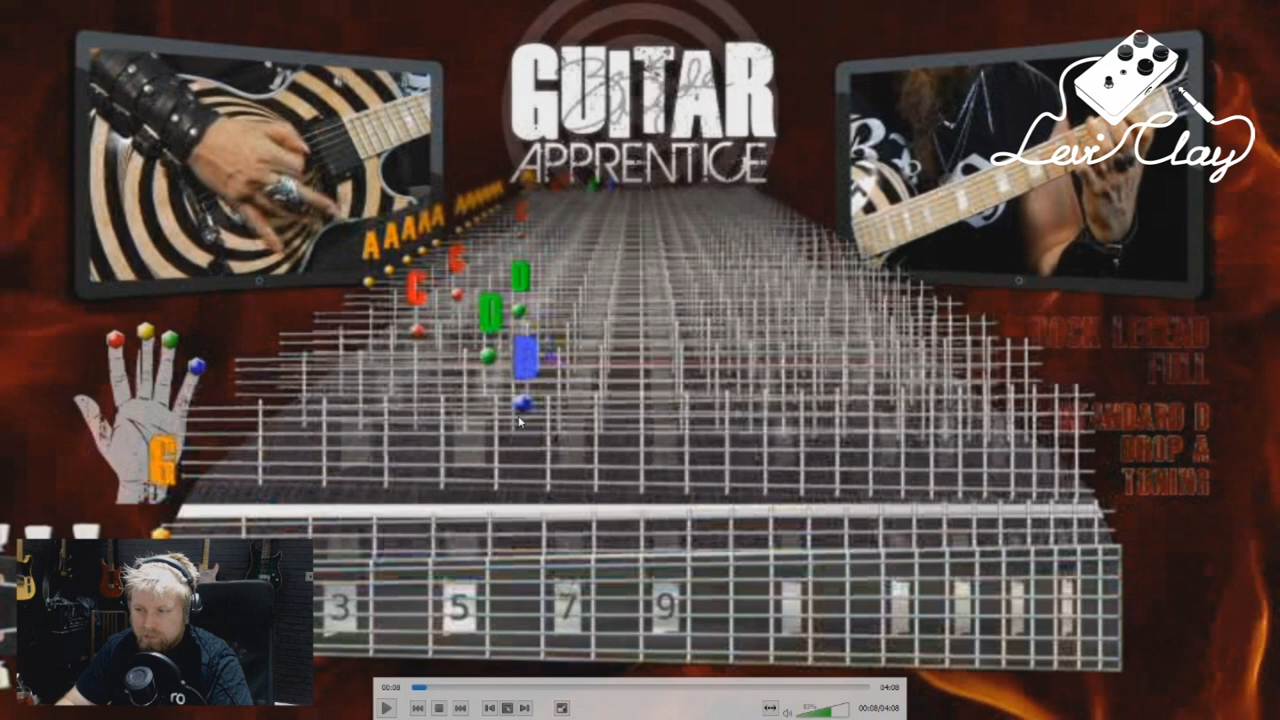 GUITAR
APPRENTICE
Levi Clay
A A A A
C
C
D
D
D
G
ROCK LEGEND
FULL
STANDARD D
DROP A
TUNING
3 5 7 9
00:08
04:08
83%
00:08/04:08